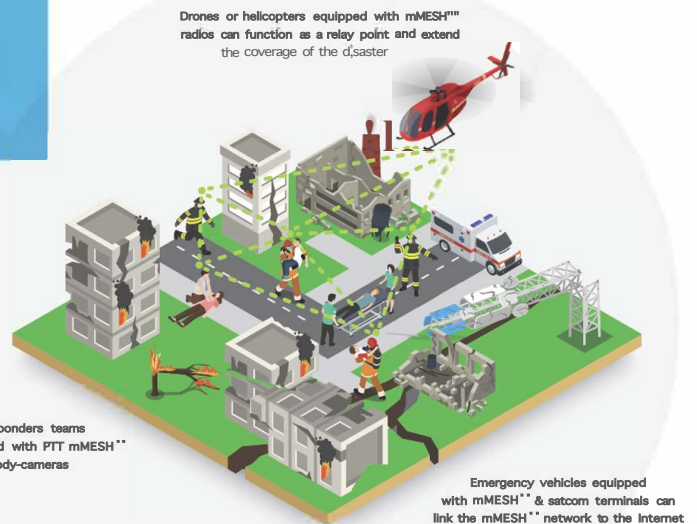 Drones or helicopters equipped with mMESH""
radios can function as a relay point and extend
the coverage of the d,saster
ponders teams
d with PTT mMESH""
dy-cameras
Emergency vehicles equipped
with mMESH"" & satcom terminals can
link the mMESH"" network to the Internet